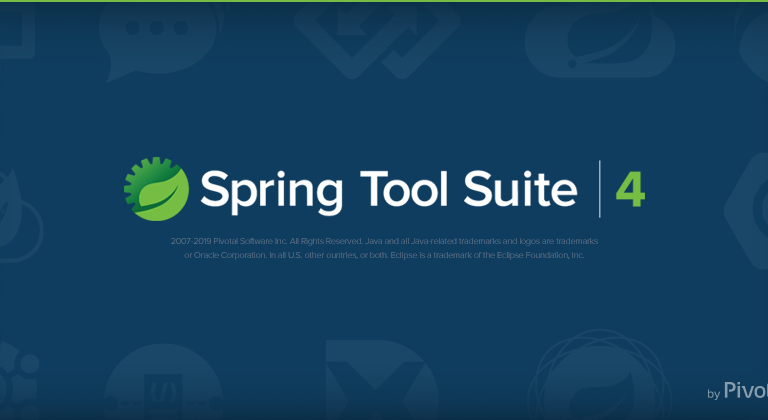 Spring Tool Suite | 4
2007-2019 Pivotal Software Inc. All Rights Reserved. Java and all Java-related trademarks and logos are trademarks
or Oracle Corporation. In all U.S. other ountries, or both. Eclipse is a trademark of the Eclipse Foundation, Inc.
by Pivot